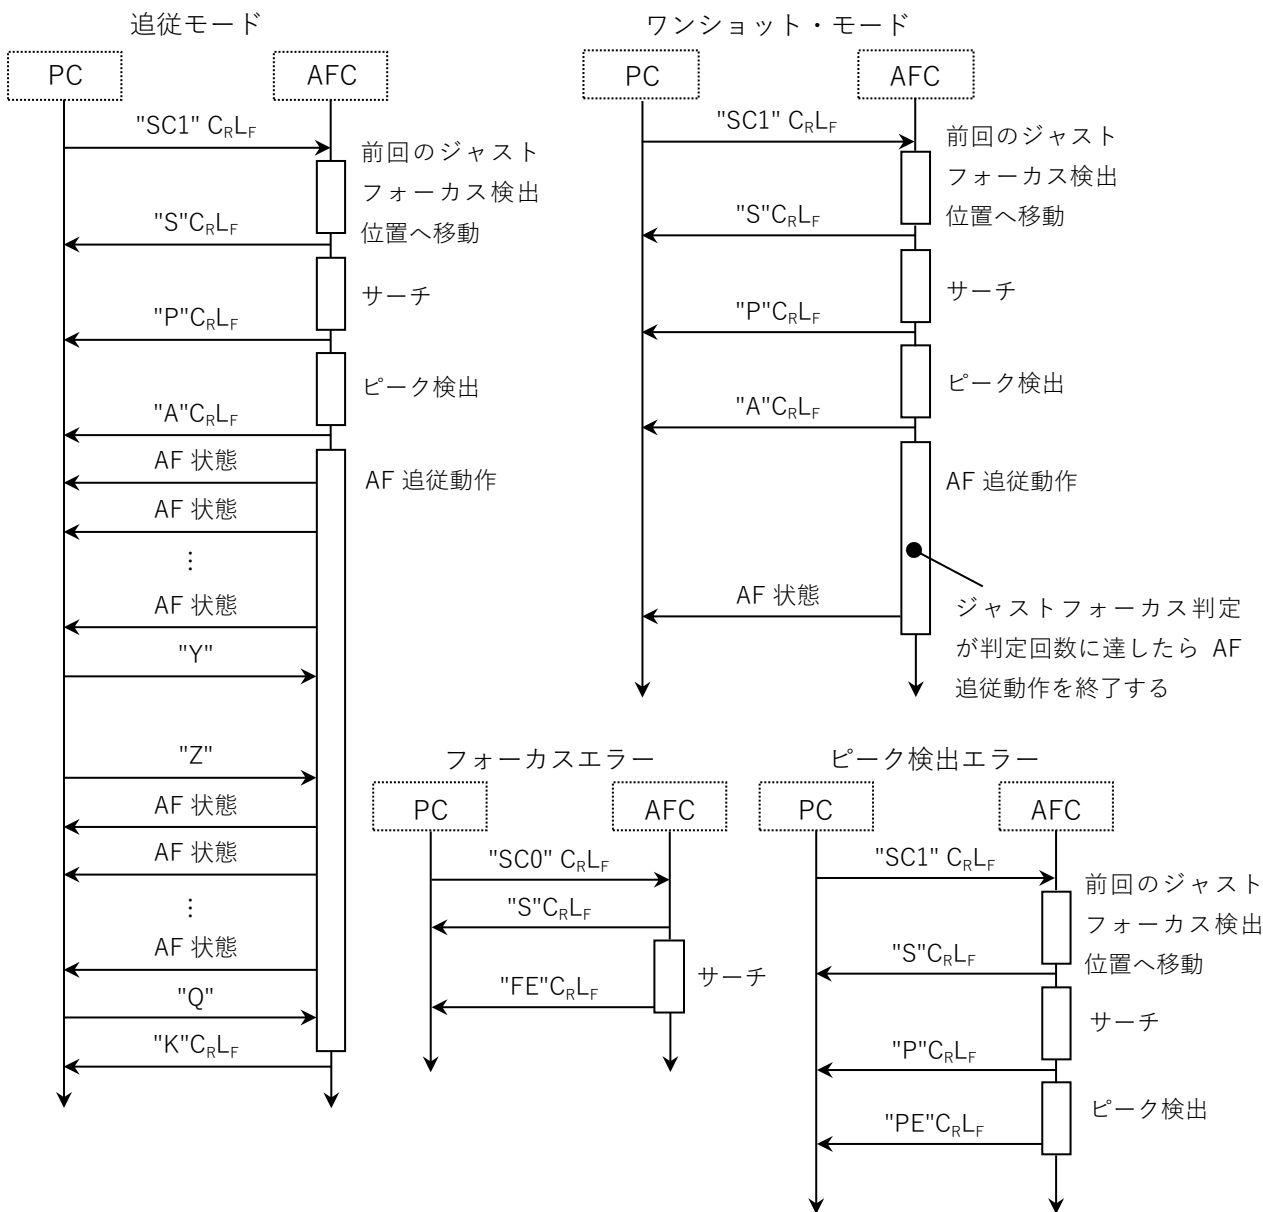 追従モード
PC
AFC
"SC1" CRLF
前回のジャスト
フォーカス検出
位置へ移動
"S"CRLF
サーチ
"P"CRLF
ピーク検出
"A"CRLF
AF 状態
AF 追従動作
AF 状態
⋮
AF 状態
"Y"
"Z"
AF 状態
AF 状態
⋮
AF 状態
"Q"
"K"CRLF
ワンショット・モード
PC
AFC
"SC1" CRLF
前回のジャスト
フォーカス検出
位置へ移動
"S"CRLF
サーチ
"P"CRLF
ピーク検出
"A"CRLF
AF 追従動作
AF 状態
ジャストフォーカス判定
が判定回数に達したら AF
追従動作を終了する
フォーカスエラー
PC
AFC
"SC0" CRLF
"S"CRLF
サーチ
"FE"CRLF
ピーク検出エラー
PC
AFC
"SC1" CRLF
前回のジャスト
フォーカス検出
位置へ移動
"S"CRLF
サーチ
"P"CRLF
ピーク検出
"PE"CRLF